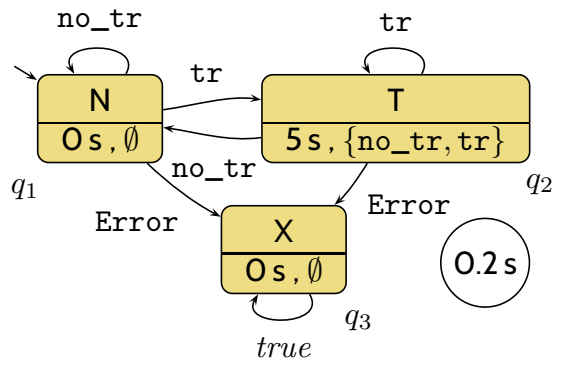 no_tr
tr
tr
N
T
0 s , ∅
5 s , {no_tr, tr}
q₁
no_tr
q₂
Error
Error
X
0.2 s
0 s , ∅
q₃
true